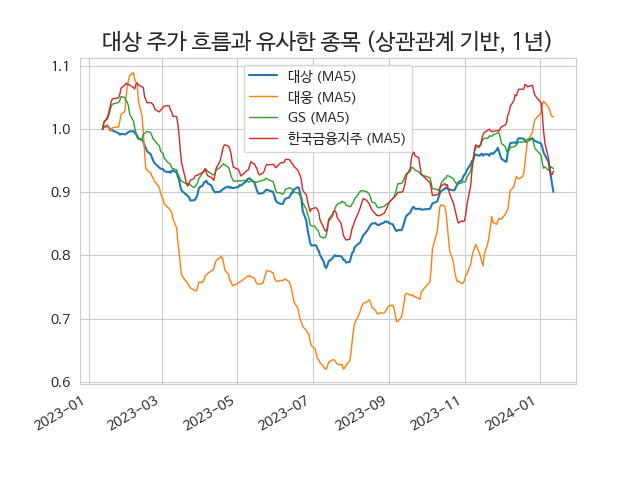 대상 주가 흐름과 유사한 종목 (상관관계 기반, 1년)
대상 (MA5)
대웅 (MA5)
GS (MA5)
한국금융지주 (MA5)
1.1
1.0
0.9
0.8
0.7
0.6
2023-01
2023-03
2023-05
2023-07
2023-09
2023-11
2024-01